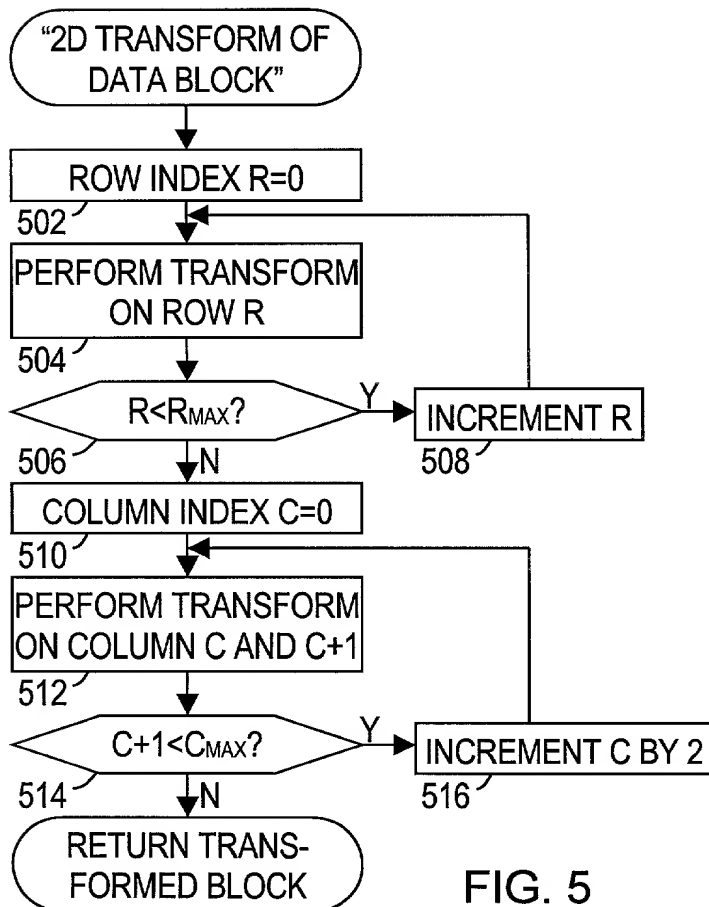 “2D TRANSFORM OF
DATA BLOCK”
ROW INDEX R=0
502
PERFORM TRANSFORM
ON ROW R
504
R<RMAX?
Y
INCREMENT R
506
N
508
COLUMN INDEX C=0
510
PERFORM TRANSFORM
ON COLUMN C AND C+1
512
C+1<CMAX?
Y
INCREMENT C BY 2
514
N
516
RETURN TRANS-
FORMED BLOCK
FIG. 5